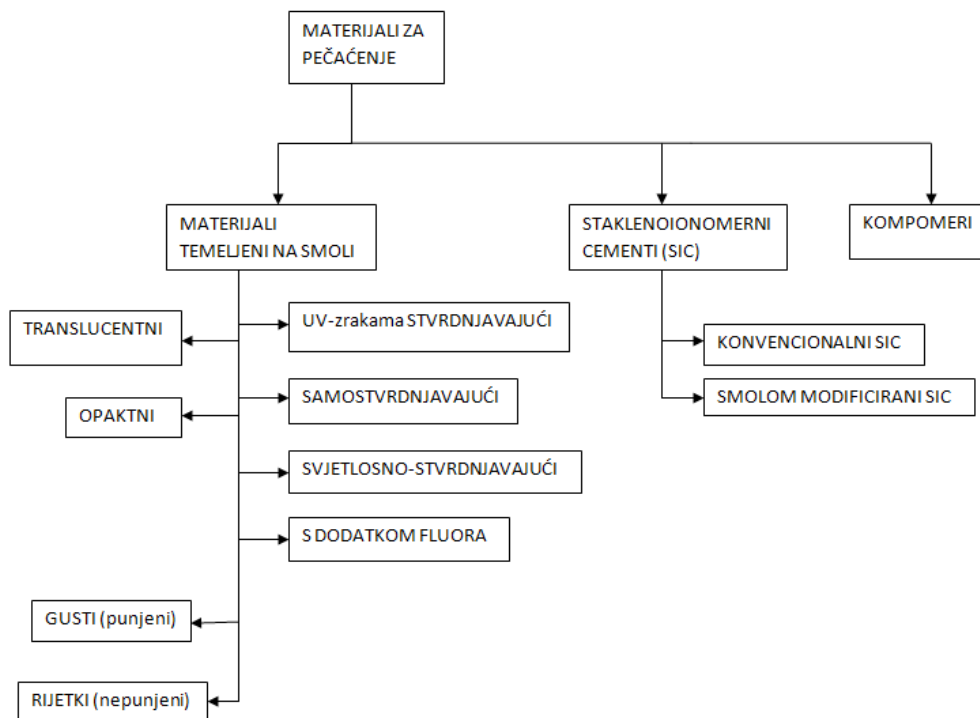 MATERIJALI ZA
PEČAĆENJE
MATERIJALI
TEMELJENI NA SMOLI
STAKLENOIONOMERNI
CEMENTI (SIC)
KOMPOMERI
TRANSLUCENTNI
UV-zrakama STVRDNJAVAJUĆI
KONVENCIONALNI SIC
SAMOSTVRDNJAVAJUĆI
SMOLOM MODIFICIRANI SIC
OPAKTNI
SVJETLOSNO-STVRDNJAVAJUĆI
S DODATKOM FLUORA
GUSTI (punjeni)
RIJETKI (nepunjeni)